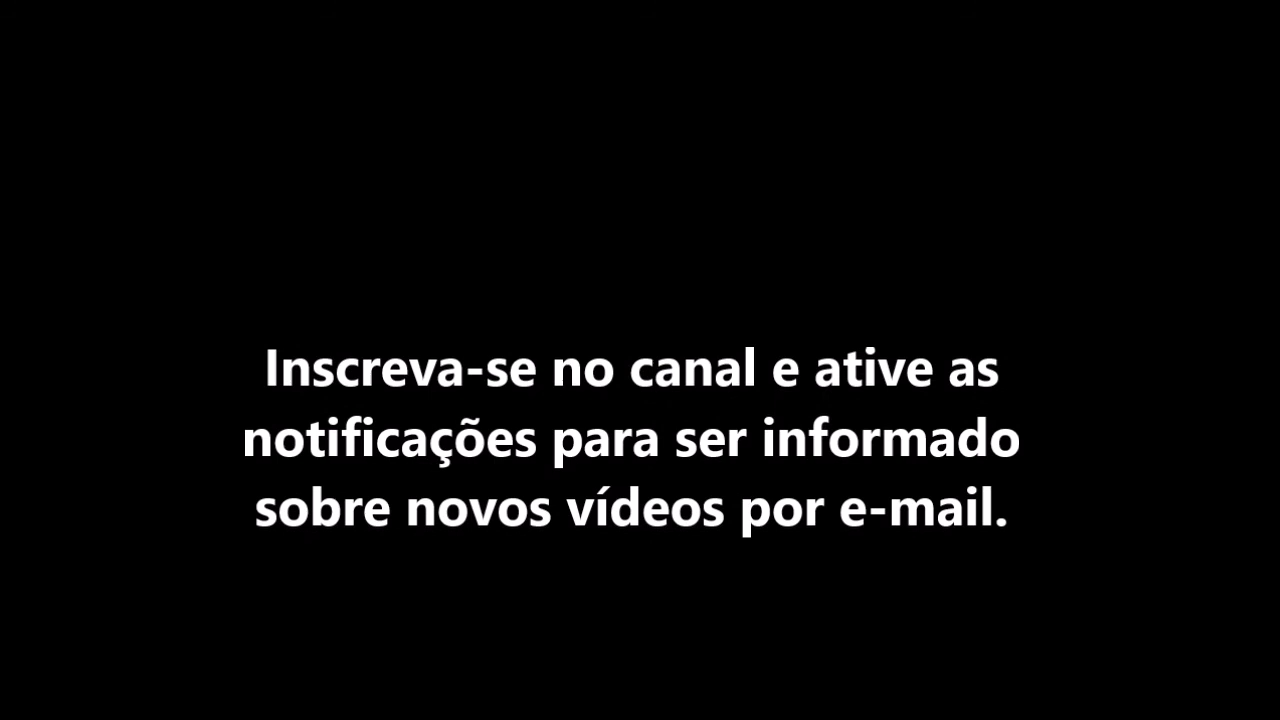 Inscreva-se no canal e ative as
notificações para ser informado
sobre novos vídeos por e-mail.